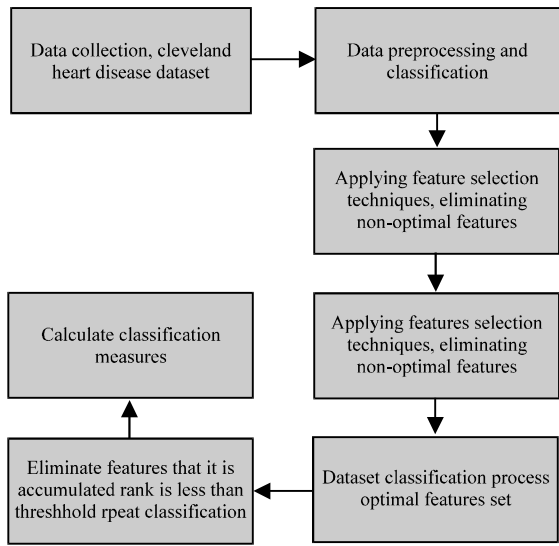 Data collection, cleveland
heart disease dataset
Data preprocessing and
classification
Applying feature selection
techniques, eliminating
non-optimal features
Applying features selection
techniques, eliminating
non-optimal features
Dataset classification process
optimal features set
Eliminate features that it is
accumulated rank is less than
threshhold rpeat classification
Calculate classification
measures